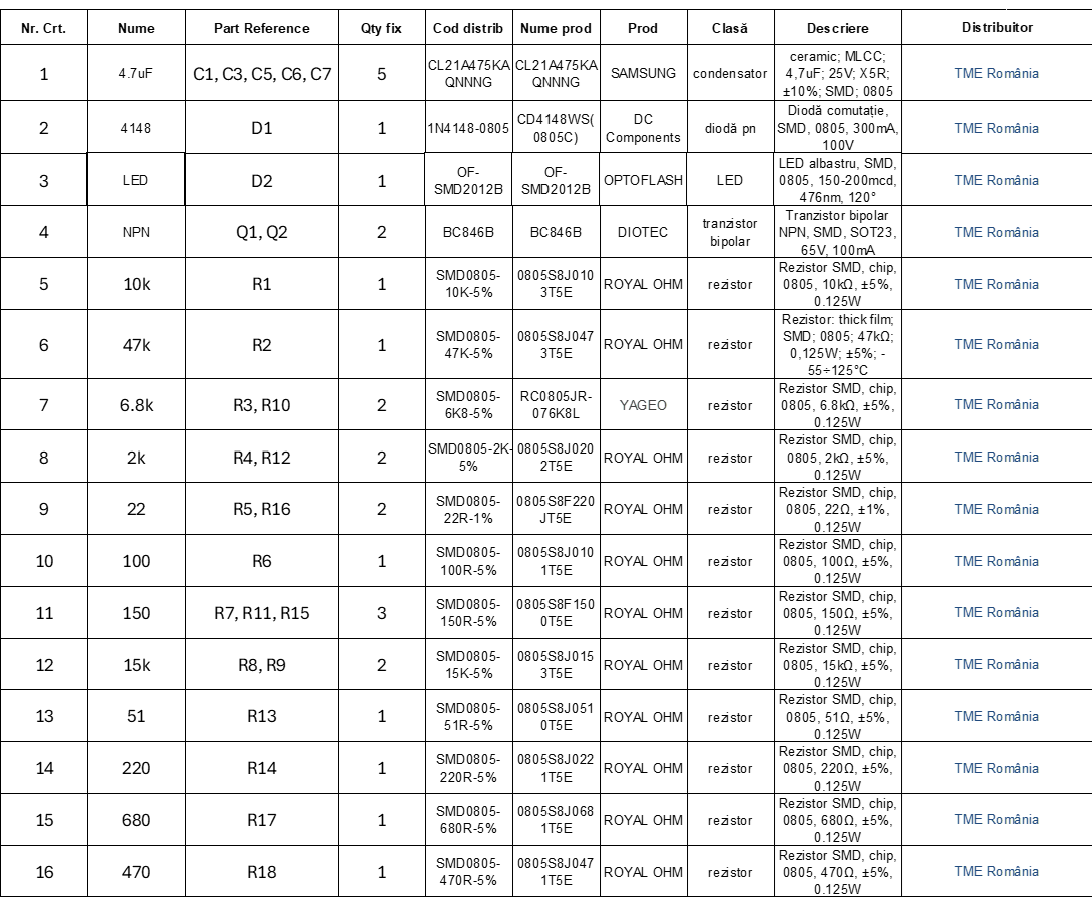 Nr. Crt. Nume Part Reference Qty fix Cod distrib Nume prod Prod Clasă Descriere Distribuitor
1 4.7uF C1, C3, C5, C6, C7 5 CL21A475KAQNNNG CL21A475KAQNNNG SAMSUNG condensator ceramic; MLCC; 4,7uF; 25V; X5R; ±10%; SMD; 0805 TME România
2 4148 D1 1 1N4148-0805 CD4148WS(0805C) DC Components diodă pn Diodă comutație, SMD, 0805, 300mA, 100V TME România
3 LED D2 1 OF-SMD2012B OF-SMD2012B OPTOFLASH LED LED albastru, SMD, 0805, 150-200mcd, 476nm, 120° TME România
4 NPN Q1, Q2 2 BC846B BC846B DIOTEC tranzistor bipolar Tranzistor bipolar NPN, SMD, SOT23, 65V, 100mA TME România
5 10k R1 1 SMD0805-10K-5% 0805S8J0103T5E ROYAL OHM rezistor Rezistor SMD, chip, 0805, 10kΩ, ±5%, 0.125W TME România
6 47k R2 1 SMD0805-47K-5% 0805S8J0473T5E ROYAL OHM rezistor Rezistor: thick film; SMD; 0805; 47kΩ; 0,125W; ±5%; -55÷125°C TME România
7 6.8k R3, R10 2 SMD0805-6K8-5% RC0805JR-076K8L YAGEO rezistor Rezistor SMD, chip, 0805, 6.8kΩ, ±5%, 0.125W TME România
8 2k R4, R12 2 SMD0805-2K-5% 0805S8J0202T5E ROYAL OHM rezistor Rezistor SMD, chip, 0805, 2kΩ, ±5%, 0.125W TME România
9 22 R5, R16 2 SMD0805-22R-1% 0805S8F220JT5E ROYAL OHM rezistor Rezistor SMD, chip, 0805, 22Ω, ±1%, 0.125W TME România
10 100 R6 1 SMD0805-100R-5% 0805S8J0101T5E ROYAL OHM rezistor Rezistor SMD, chip, 0805, 100Ω, ±5%, 0.125W TME România
11 150 R7, R11, R15 3 SMD0805-150R-5% 0805S8F1500T5E ROYAL OHM rezistor Rezistor SMD, chip, 0805, 150Ω, ±5%, 0.125W TME România
12 15k R8, R9 2 SMD0805-15K-5% 0805S8J0153T5E ROYAL OHM rezistor Rezistor SMD, chip, 0805, 15kΩ, ±5%, 0.125W TME România
13 51 R13 1 SMD0805-51R-5% 0805S8J0510T5E ROYAL OHM rezistor Rezistor SMD, chip, 0805, 51Ω, ±5%, 0.125W TME România
14 220 R14 1 SMD0805-220R-5% 0805S8J0221T5E ROYAL OHM rezistor Rezistor SMD, chip, 0805, 220Ω, ±5%, 0.125W TME România
15 680 R17 1 SMD0805-680R-5% 0805S8J0681T5E ROYAL OHM rezistor Rezistor SMD, chip, 0805, 680Ω, ±5%, 0.125W TME România
16 470 R18 1 SMD0805-470R-5% 0805S8J0471T5E ROYAL OHM rezistor Rezistor SMD, chip, 0805, 470Ω, ±5%, 0.125W TME România